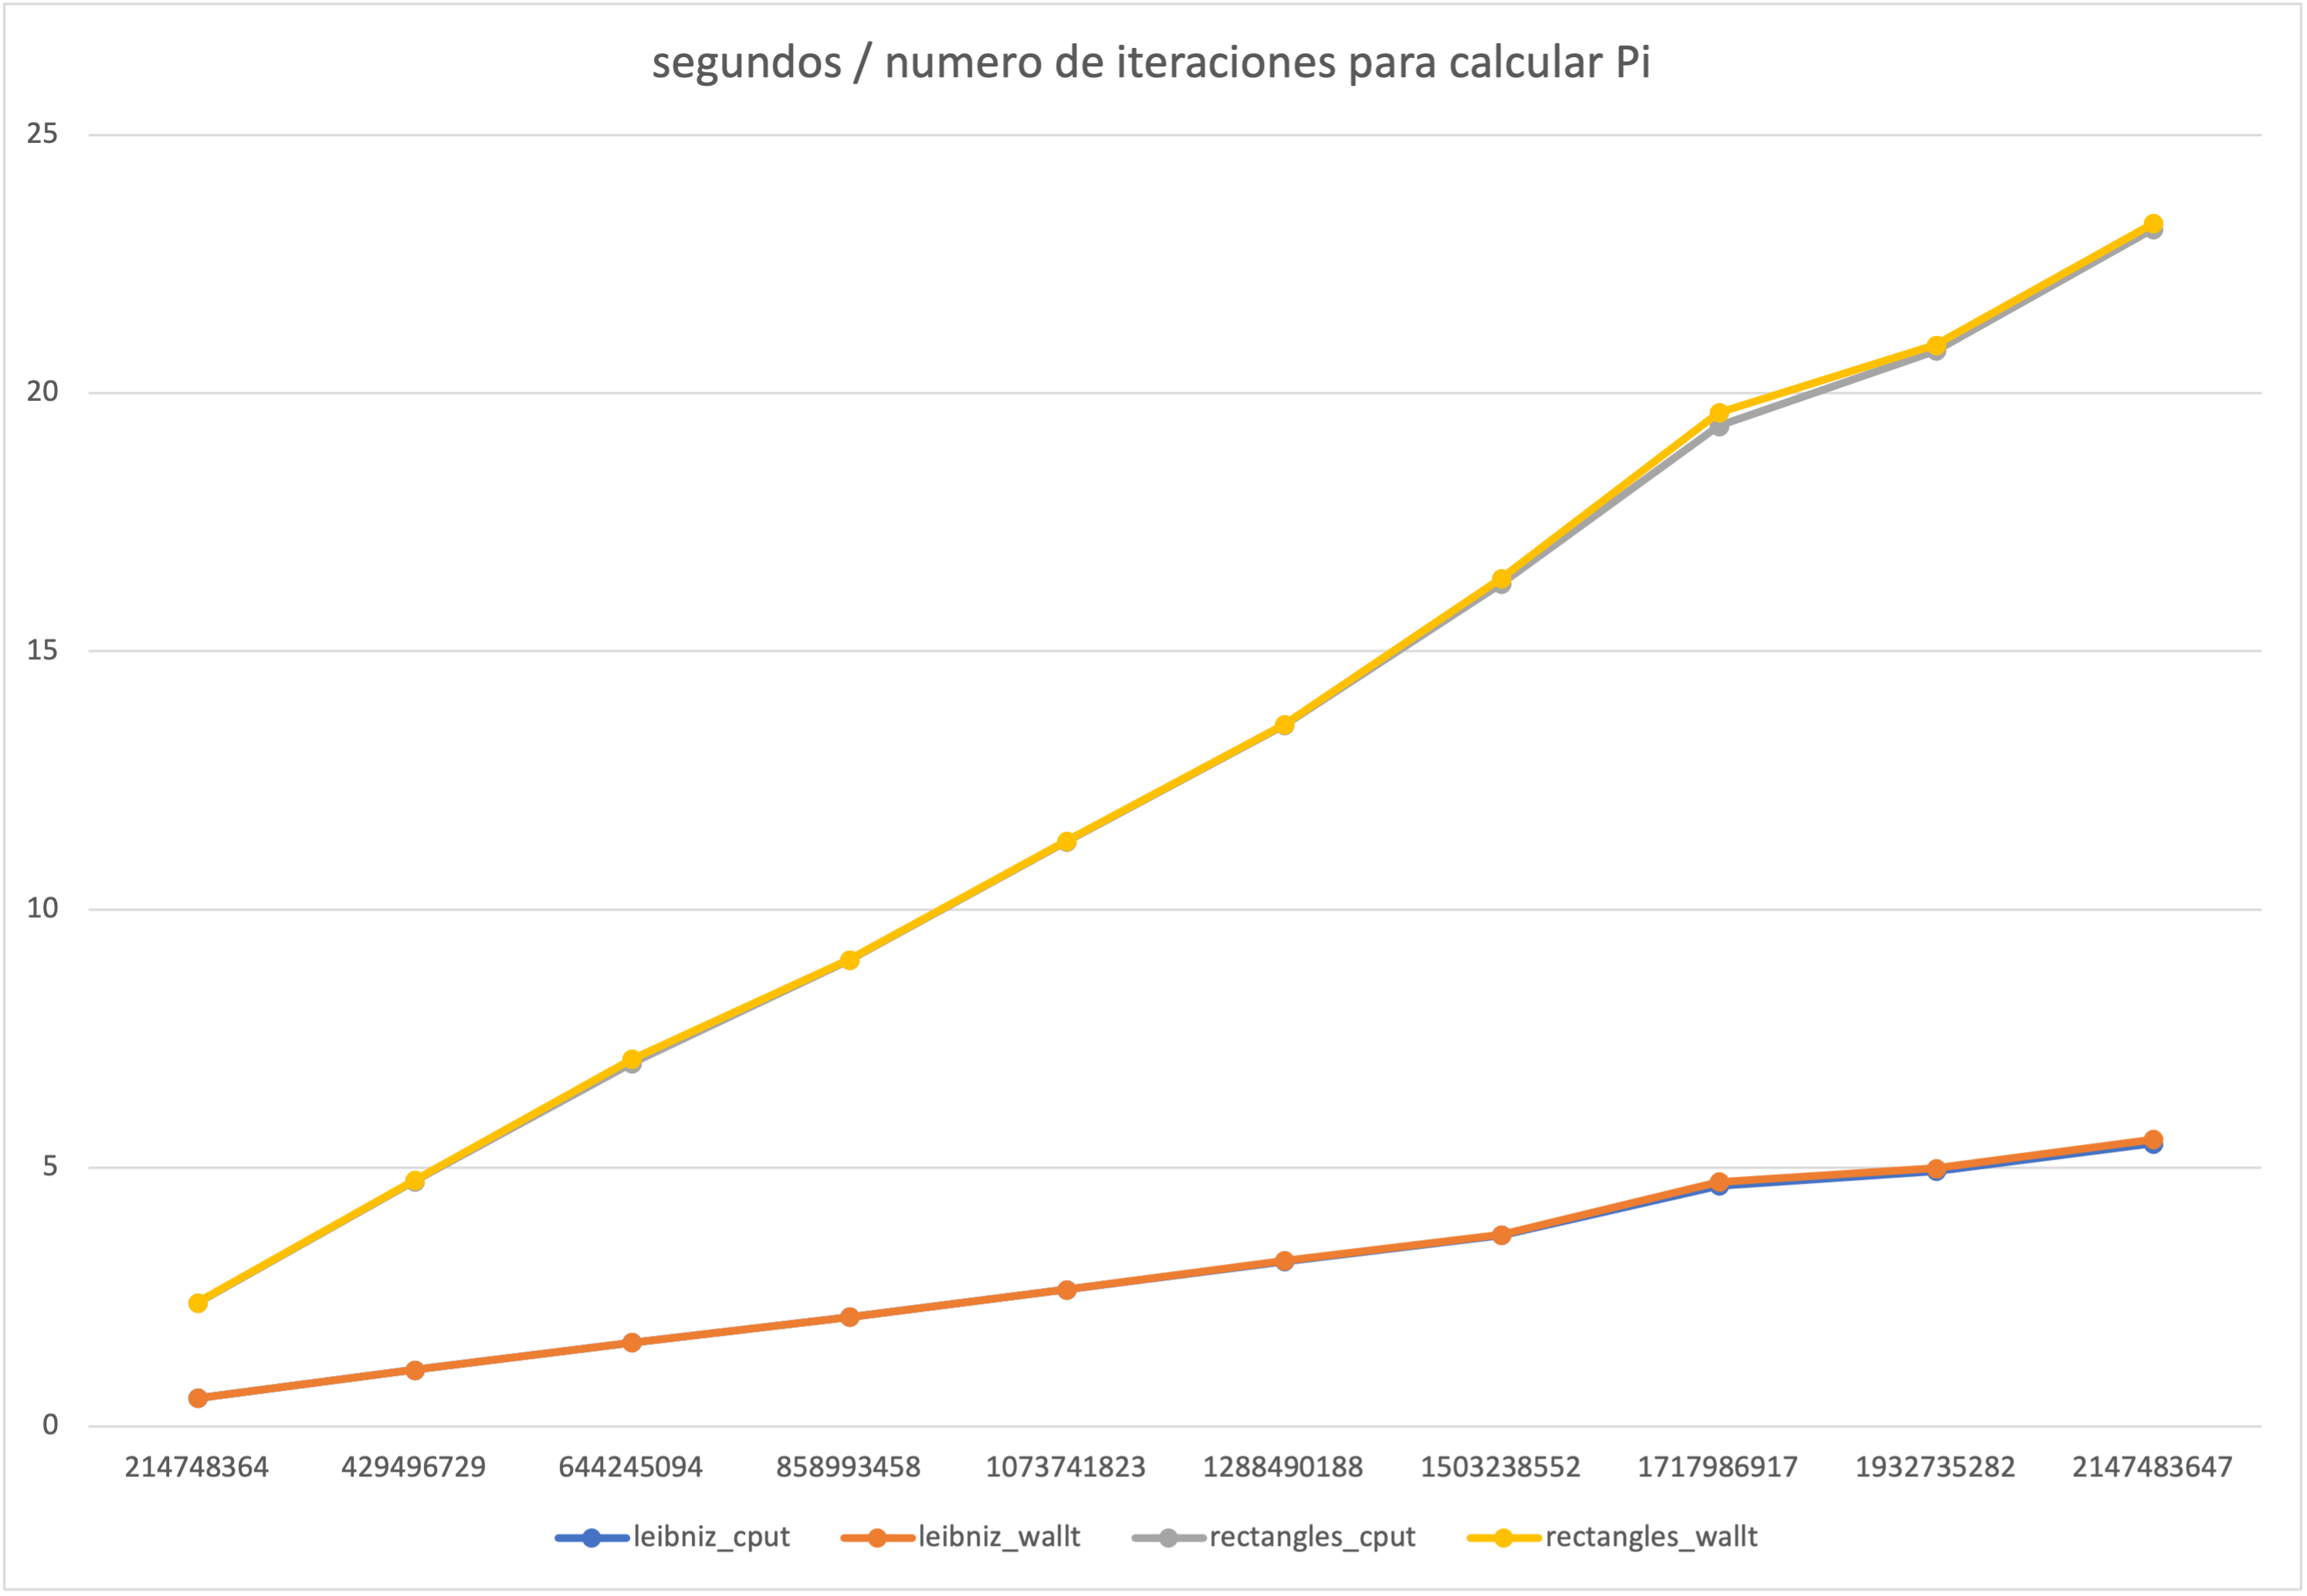 segundos / numero de iteraciones para calcular Pi
25
20
15
10
5
0
214748364 429496729 644245094 858993458 1073741823 1288490188 1503238552 1717986917 1932735282 2147483647
leibniz_cput leibniz_wallt rectangles_cput rectangles_wallt